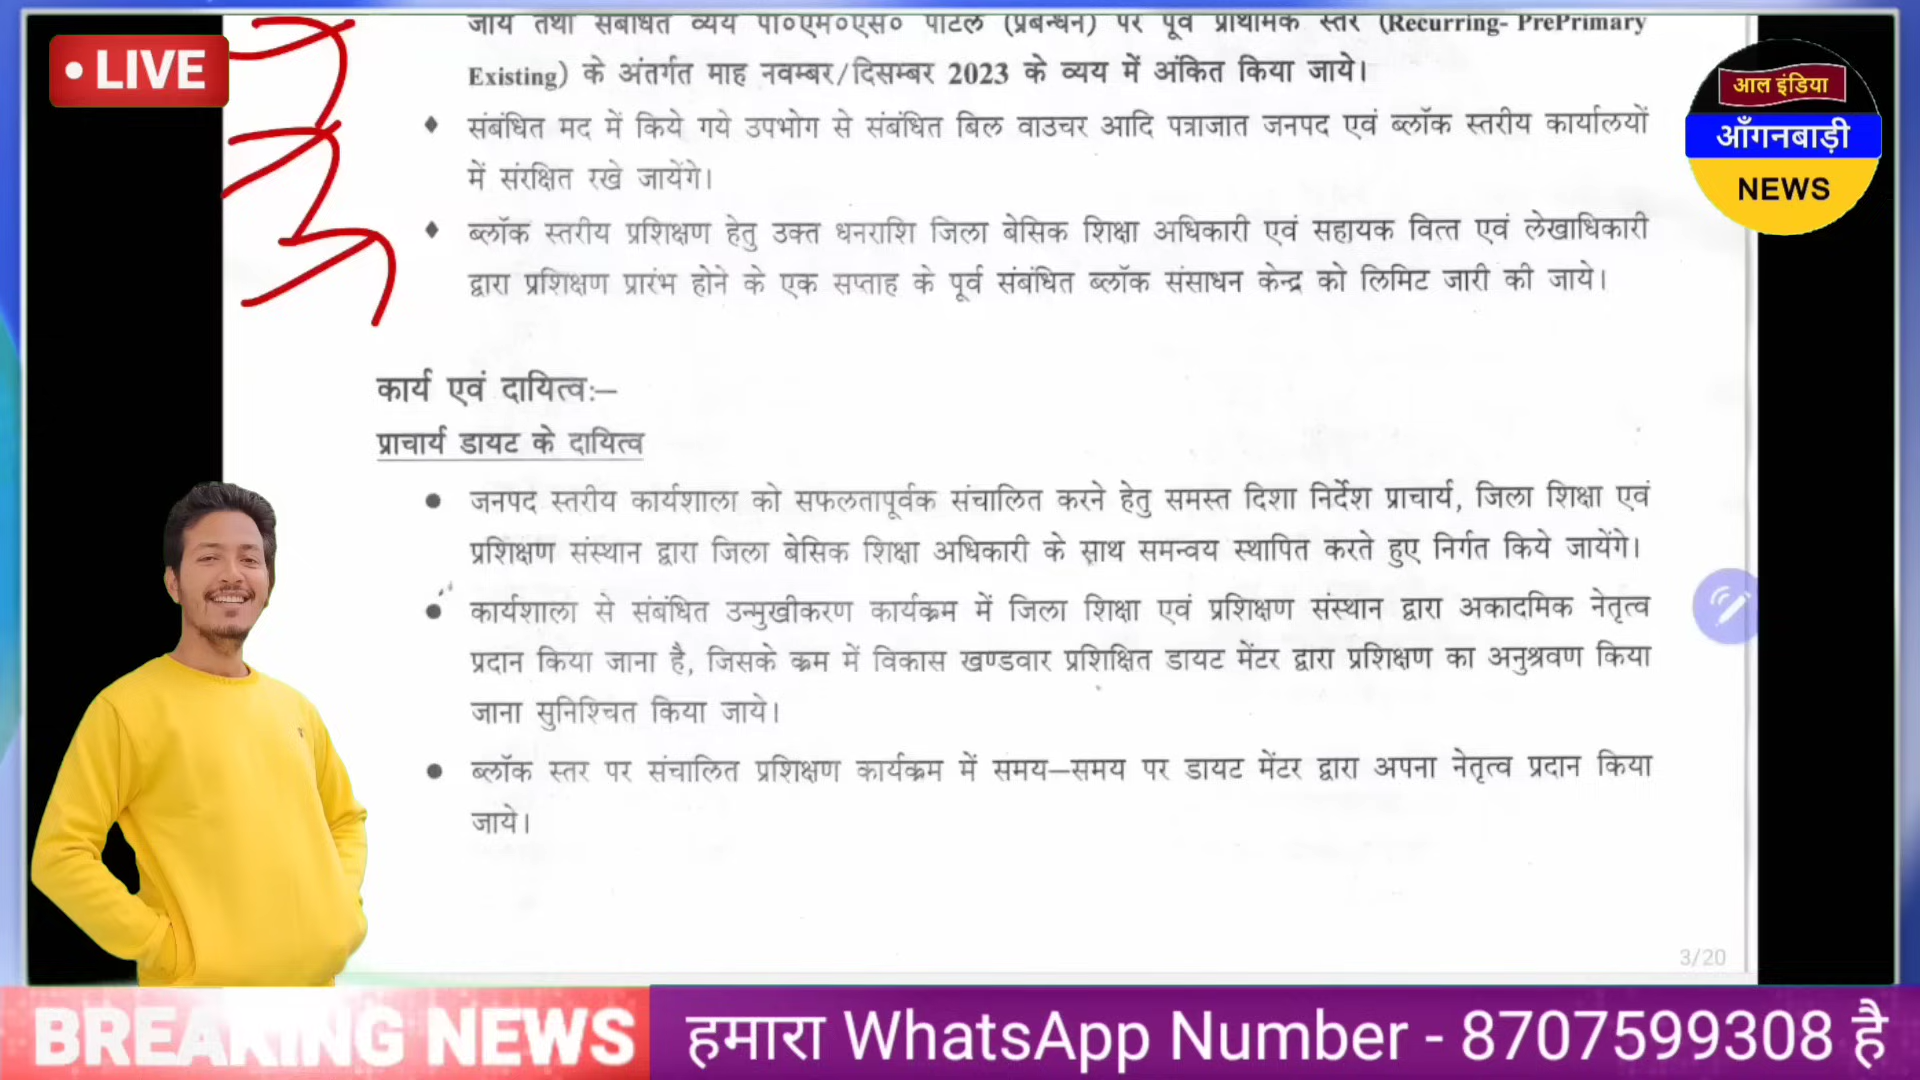 जाये तथा संबंधित व्यय पी०एम०एस० पोर्टल (प्रबन्धन) पर पूर्व प्राथमिक स्तर (Recurring- PrePrimary
Existing) के अंतर्गत माह नवम्बर/दिसम्बर 2023 के व्यय में अंकित किया जाये।
♦ संबंधित मद में किये गये उपभोग से संबंधित बिल वाउचर आदि पत्राजात जनपद एवं ब्लॉक स्तरीय कार्यालयों
में संरक्षित रखे जायेंगे।
♦ ब्लॉक स्तरीय प्रशिक्षण हेतु उक्त धनराशि जिला बेसिक शिक्षा अधिकारी एवं सहायक वित्त एवं लेखाधिकारी
द्वारा प्रशिक्षण प्रारंभ होने के एक सप्ताह के पूर्व संबंधित ब्लॉक संसाधन केन्द्र को लिमिट जारी की जाये।
कार्य एवं दायित्वः—
प्राचार्य डायट के दायित्व
● जनपद स्तरीय कार्यशाला को सफलतापूर्वक संचालित करने हेतु समस्त दिशा निर्देश प्राचार्य, जिला शिक्षा एवं
प्रशिक्षण संस्थान द्वारा जिला बेसिक शिक्षा अधिकारी के साथ समन्वय स्थापित करते हुए निर्गत किये जायेंगे।
● कार्यशाला से संबंधित उन्मुखीकरण कार्यक्रम में जिला शिक्षा एवं प्रशिक्षण संस्थान द्वारा अकादमिक नेतृत्व
प्रदान किया जाना है, जिसके क्रम में विकास खण्डवार प्रशिक्षित डायट मेंटर द्वारा प्रशिक्षण का अनुश्रवण किया
जाना सुनिश्चित किया जाये।
● ब्लॉक स्तर पर संचालित प्रशिक्षण कार्यक्रम में समय—समय पर डायट मेंटर द्वारा अपना नेतृत्व प्रदान किया
जाये।
3/20
• LIVE
आल इंडिया
आँगनबाड़ी
NEWS
BREAKING NEWS
हमारा WhatsApp Number - 8707599308 है